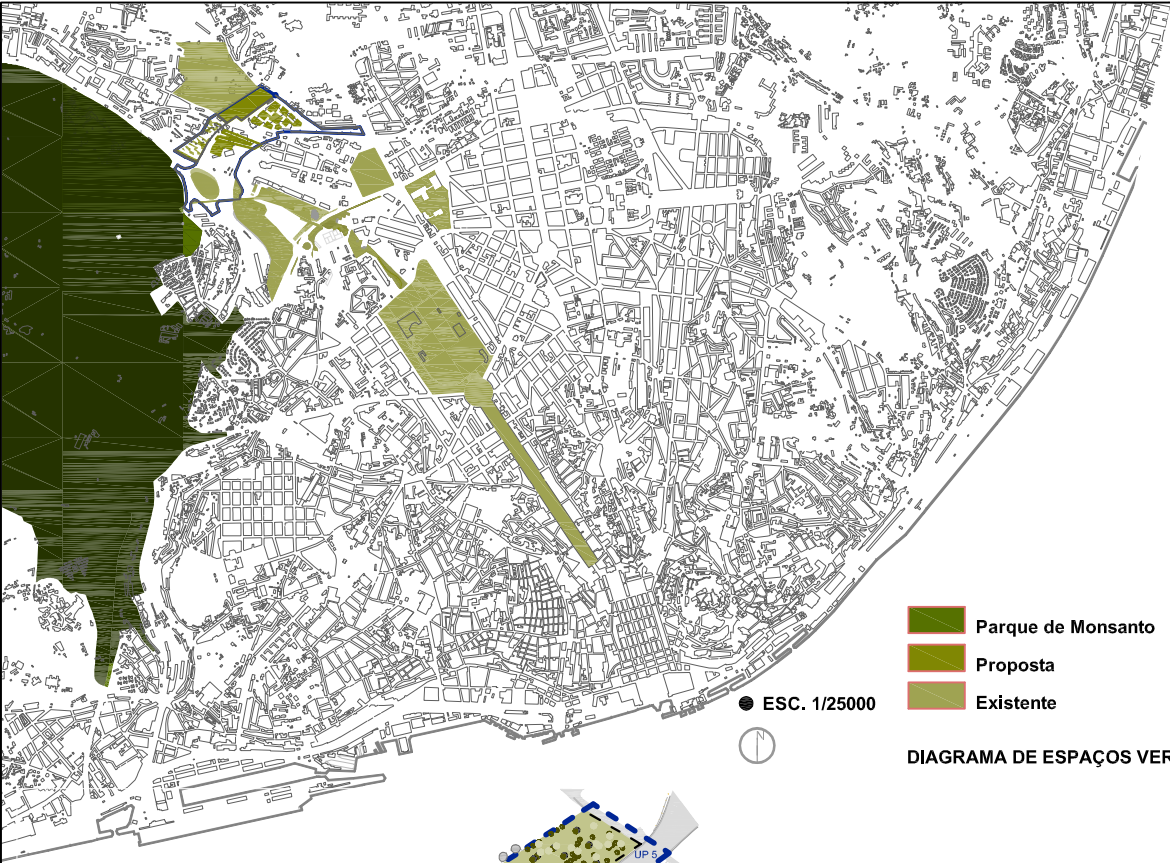 Parque de Monsanto
Proposta
ESC. 1/25000
Existente
DIAGRAMA DE ESPAÇOS VER
UP 5